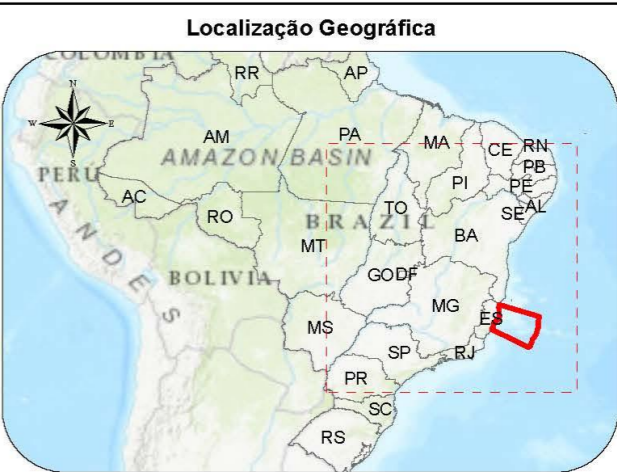 Localização Geográfica
COLOMBIA
N
W E
S
RR
AP
AM
PA
MA
CE
RN
PB
AMAZON BASIN
PERÚ
PI
PE
AC
TO
SE
AL
RO
BRAZIL
BA
MT
ANDES
BOLIVIA
GO
DF
MG
ES
MS
SP
RJ
PR
SC
RS